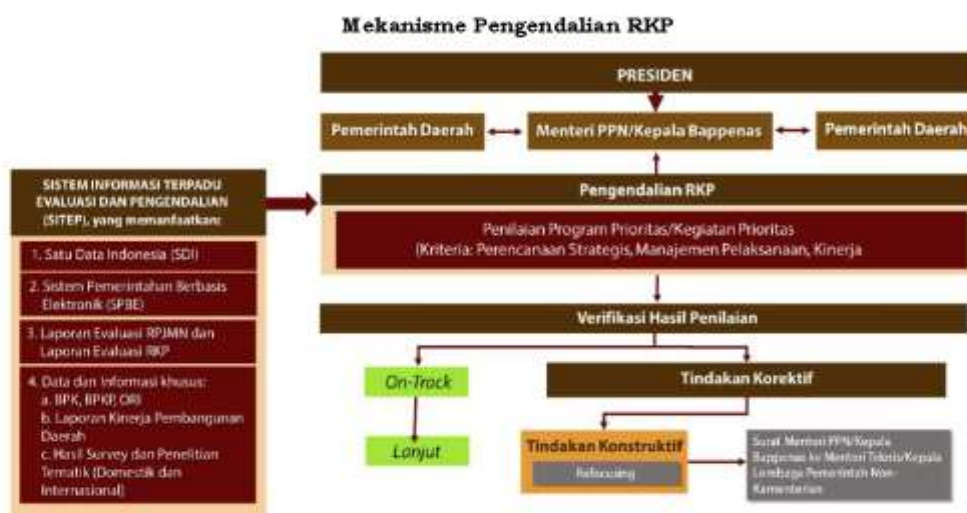 Mekanisme Pengendalian RKP
PRESIDEN
Pemerintah Daerah
Menteri PPN/Kepala Bappenas
Pemerintah Daerah
SISTEM INFORMASI TERPADU
EVALUASI DAN PENGENDALIAN
(SITEP), yang memanfaatkan:
1. Satu Data Indonesia (SDI)
2. Sistem Pemerintahan Berbasis
Elektronik (SPBE)
3. Laporan Evaluasi RPJMN dan
Laporan Evaluasi RKP
4. Data dan Informasi khusus:
a. BPK, BPKP, ORI
b. Laporan Kinerja Pembangunan
Daerah
c. Hasil Survey dan Penelitian
Tematik (Domestik dan
Internasional)
Pengendalian RKP
Penilaian Program Prioritas/Kegiatan Prioritas
(Kriteria: Perencanaan Strategis, Manajemen Pelaksanaan, Kinerja
Verifikasi Hasil Penilaian
On-Track
Lanjut
Tindakan Korektif
Tindakan Konstruktif
Refocusing
Surat Menteri PPN/Kepala
Bappenas ke Menteri Teknis/Kepala
Lembaga Pemerintah Non-
Kementerian